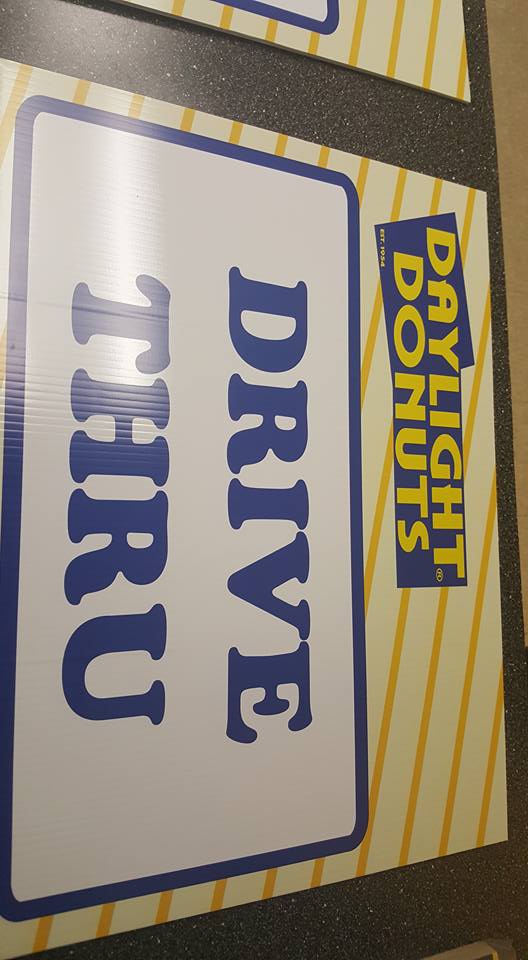 DAYLIGHT
DONUTS®
EST. 1954
DRIVE
THRU